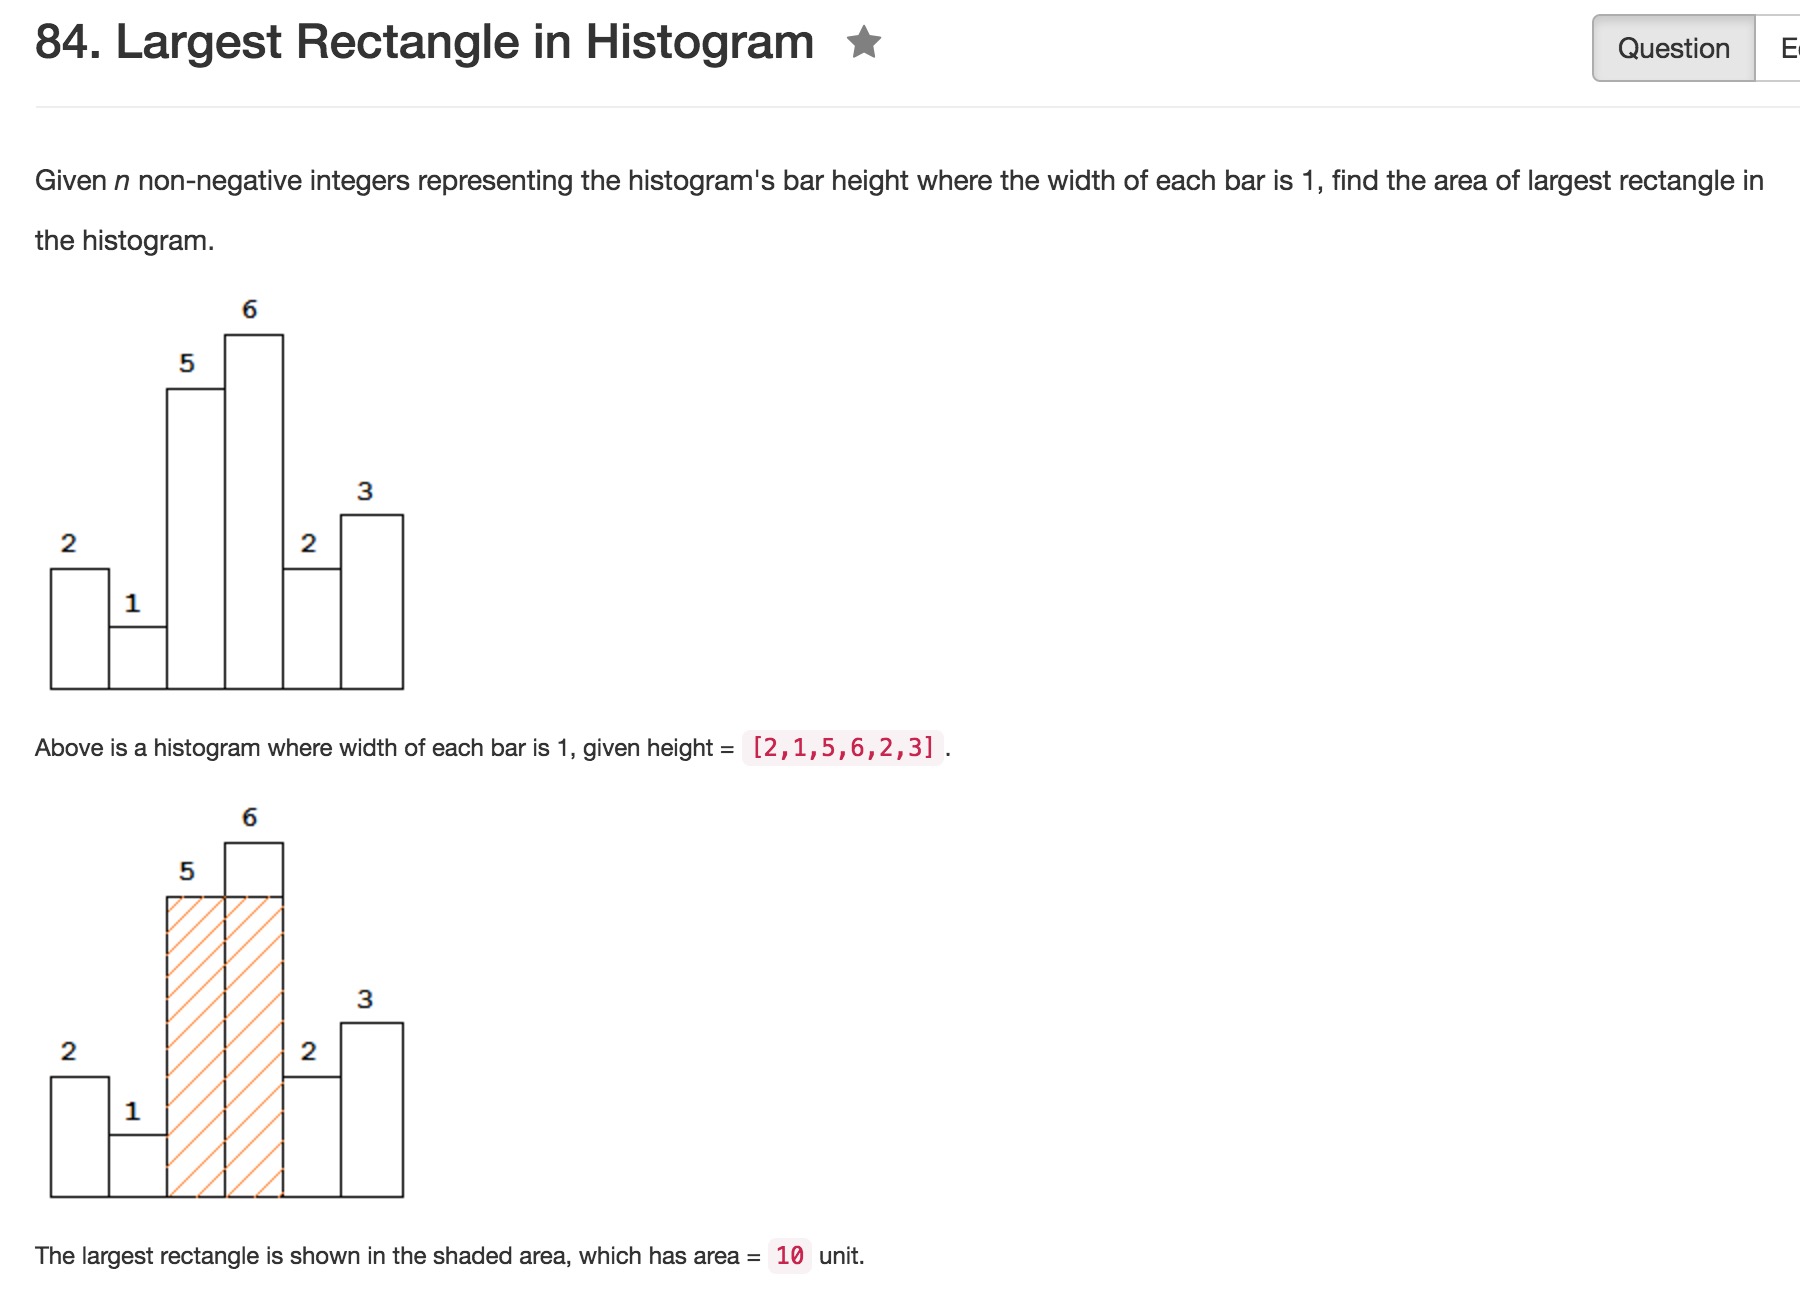 84. Largest Rectangle in Histogram
Question
Given n non-negative integers representing the histogram's bar height where the width of each bar is 1, find the area of largest rectangle in
the histogram.
6
5
3
2
2
1
Above is a histogram where width of each bar is 1, given height = [2,1,5,6,2,3] .
6
5
3
2
2
1
The largest rectangle is shown in the shaded area, which has area = 10 unit.